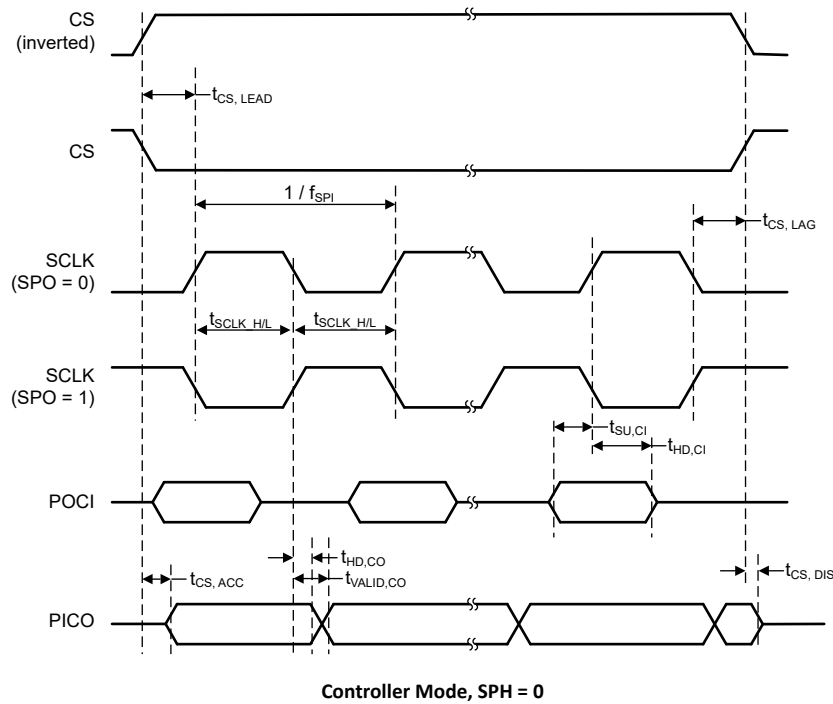 CS
(inverted)
tCS, LEAD
CS
1 / fSPI
tCS, LAG
SCLK
(SPO = 0)
tSCLK_H/L
tSCLK_H/L
SCLK
(SPO = 1)
tSU,CI
tHD,CI
POCI
tHD,CO
tCS, ACC
tVALID,CO
tCS, DIS
PICO
Controller Mode, SPH = 0